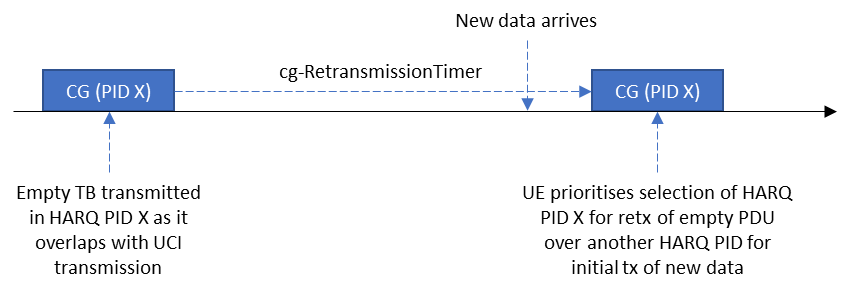 New data arrives
cg-RetransmissionTimer
CG (PID X)
CG (PID X)
Empty TB transmitted
in HARQ PID X as it
overlaps with UCI
transmission
UE prioritises selection of HARQ
PID X for retx of empty PDU
over another HARQ PID for
initial tx of new data